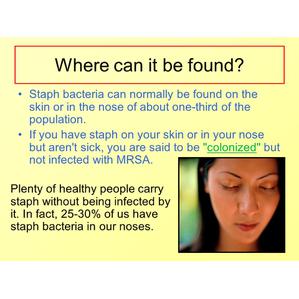 Where can it be found?
• Staph bacteria can normally be found on the
skin or in the nose of about one-third of the
population.
• If you have staph on your skin or in your nose
but aren't sick, you are said to be "colonized" but
not infected with MRSA.
Plenty of healthy people carry
staph without being infected by
it. In fact, 25-30% of us have
staph bacteria in our noses.